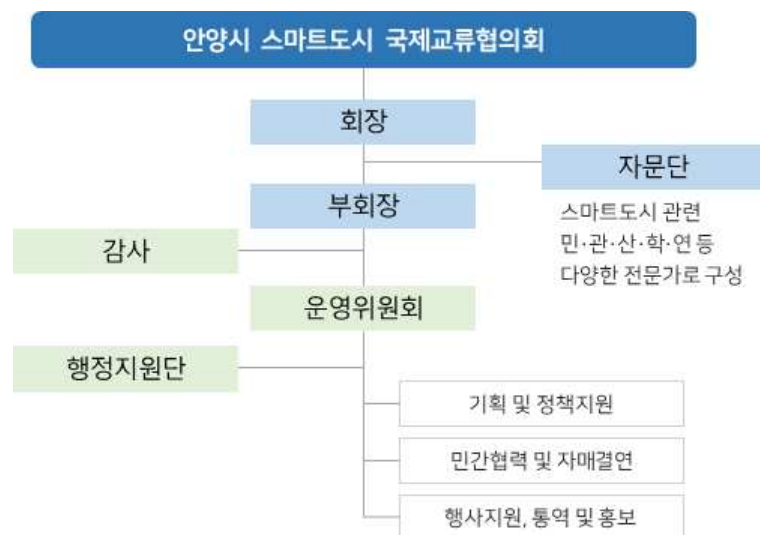 안양시 스마트도시 국제교류협의회
회장
자문단
스마트도시 관련
민·관·산·학·연 등
다양한 전문가로 구성
부회장
감사
운영위원회
행정지원단
기획 및 정책지원
민간협력 및 자매결연
행사지원, 통역 및 홍보